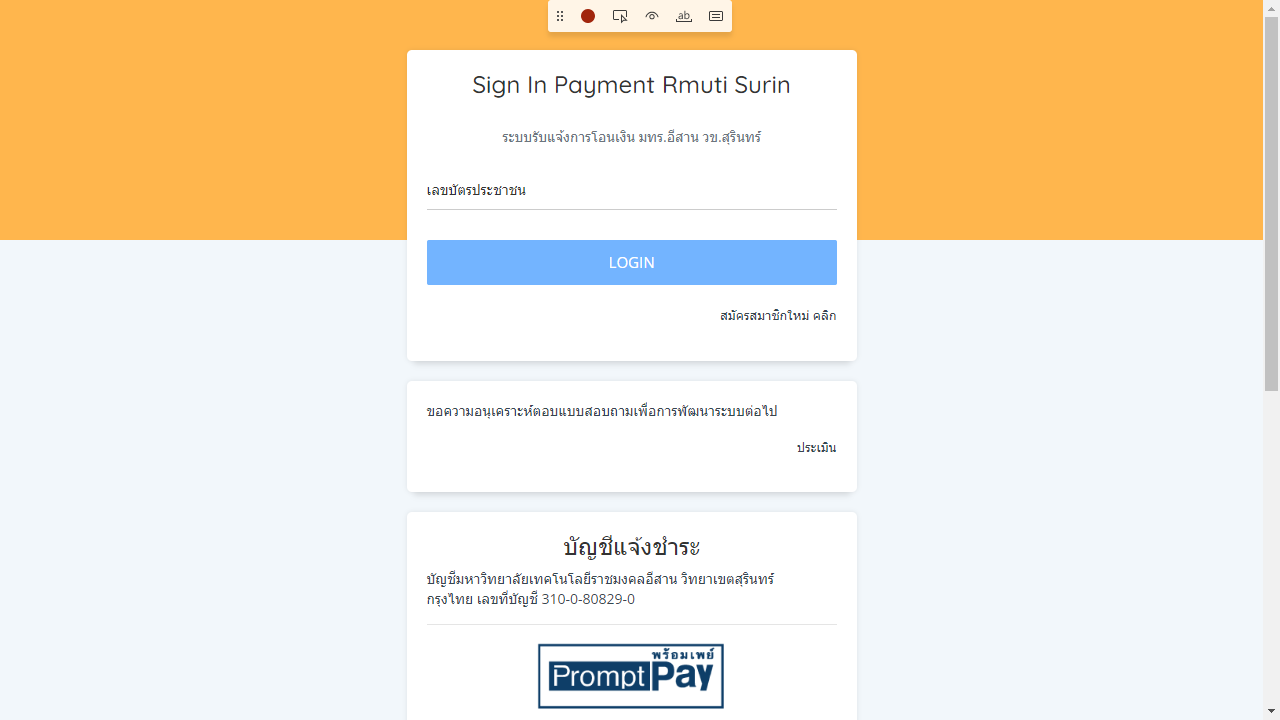 ab
Sign In Payment Rmuti Surin
ระบบรับแจ้งการโอนเงิน มทร.อีสาน วข.สุรินทร์
เลขบัตรประชาชน
LOGIN
สมัครสมาชิกใหม่ คลิก
ขอความอนุเคราะห์ตอบแบบสอบถามเพื่อการพัฒนาระบบต่อไป
ประเมิน
บัญชีแจ้งชำระ
บัญชีมหาวิทยาลัยเทคโนโลยีราชมงคลอีสาน วิทยาเขตสุรินทร์
กรุงไทย เลขที่บัญชี 310-0-80829-0
พร้อมเพย์
PromptPay